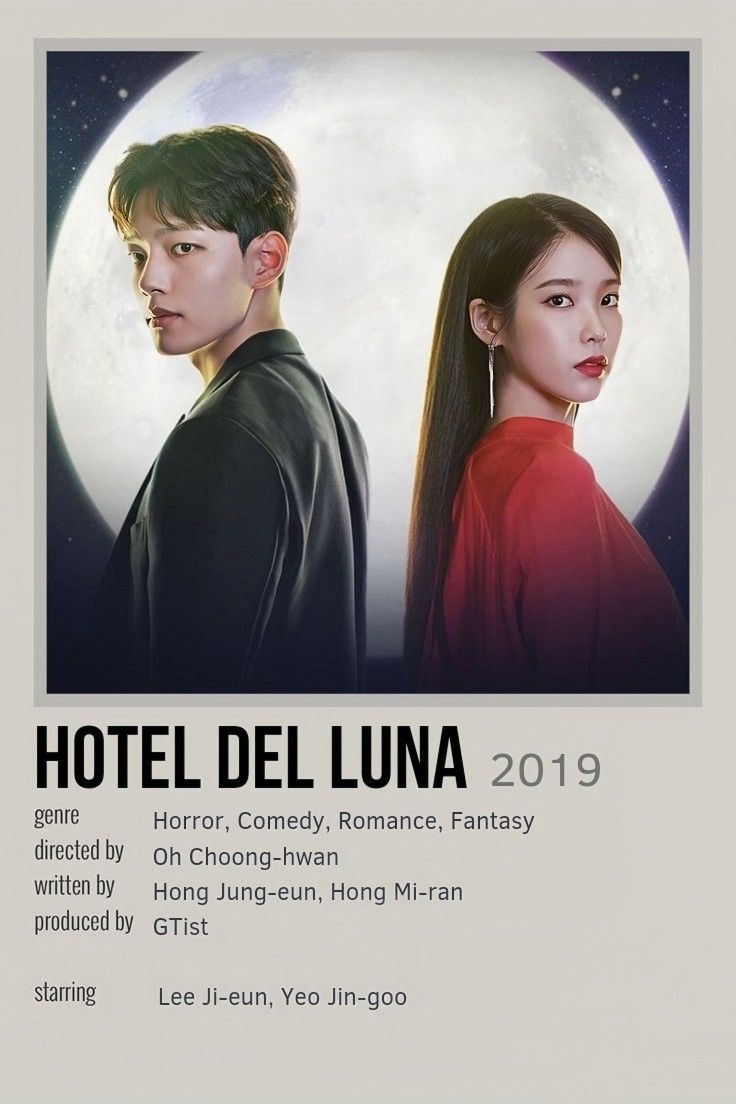 HOTEL DEL LUNA 2019
genre Horror, Comedy, Romance, Fantasy
directed by Oh Choong-hwan
written by Hong Jung-eun, Hong Mi-ran
produced by GTist
starring Lee Ji-eun, Yeo Jin-goo